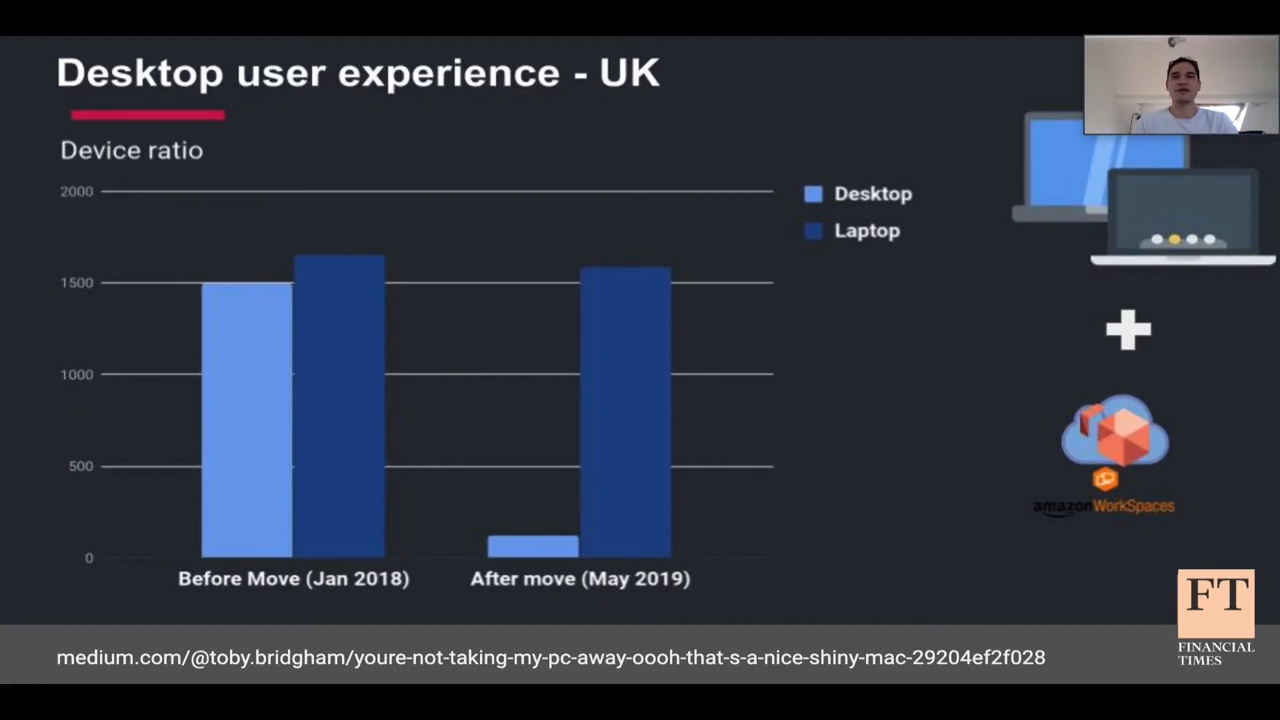 Desktop user experience - UK
Device ratio
2000
1500
1000
500
0
Desktop
Laptop
Before Move (Jan 2018)
After move (May 2019)
amazon WorkSpaces
FT
FINANCIAL
TIMES
medium.com/@toby.bridgham/youre-not-taking-my-pc-away-oooh-that-s-a-nice-shiny-mac-29204ef2f028